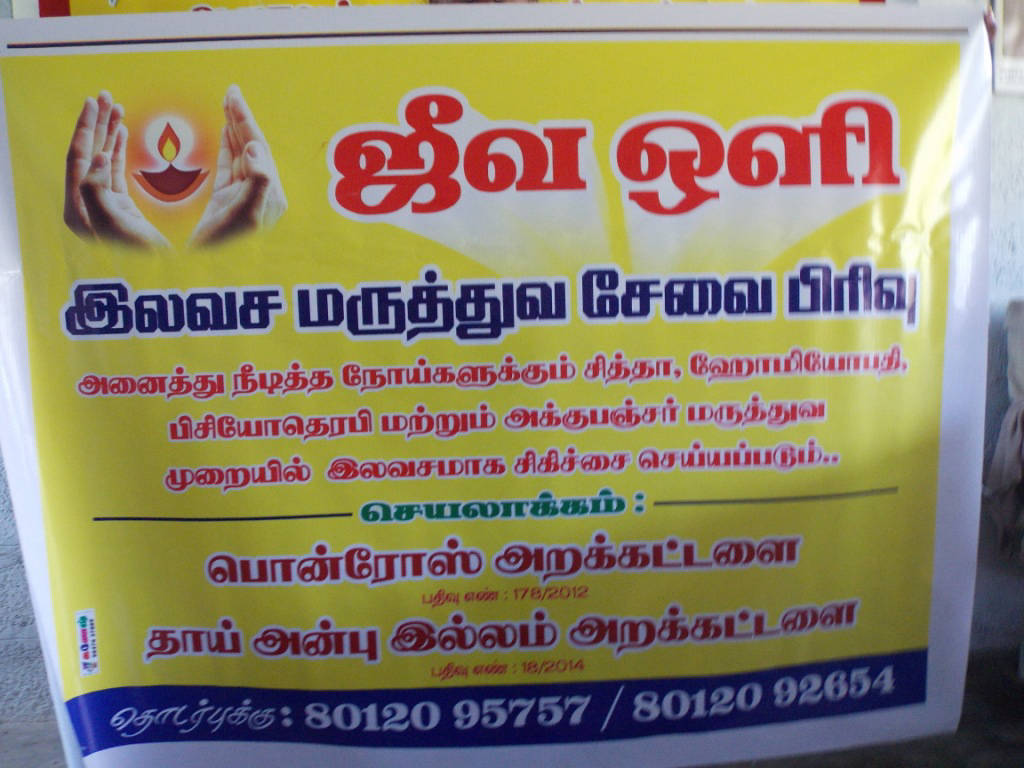 ஜீவ ஒளி
இலவச மருத்துவ சேவை பிரிவு
அனைத்து நீடித்த நோய்களுக்கும் சித்தா, ஹோமியோபதி,
பிசியோதெரபி மற்றும் அக்குபஞ்சர் மருத்துவ
முறையில் இலவசமாக சிகிச்சை செய்யப்படும்..
செயலாக்கம் :
பொன்ரோஸ் அறக்கட்டளை
பதிவு எண் : 178/2012
தாய் அன்பு இல்லம் அறக்கட்டளை
பதிவு எண் : 18/2014
தொடர்புக்கு : 80120 95757 / 80120 92654